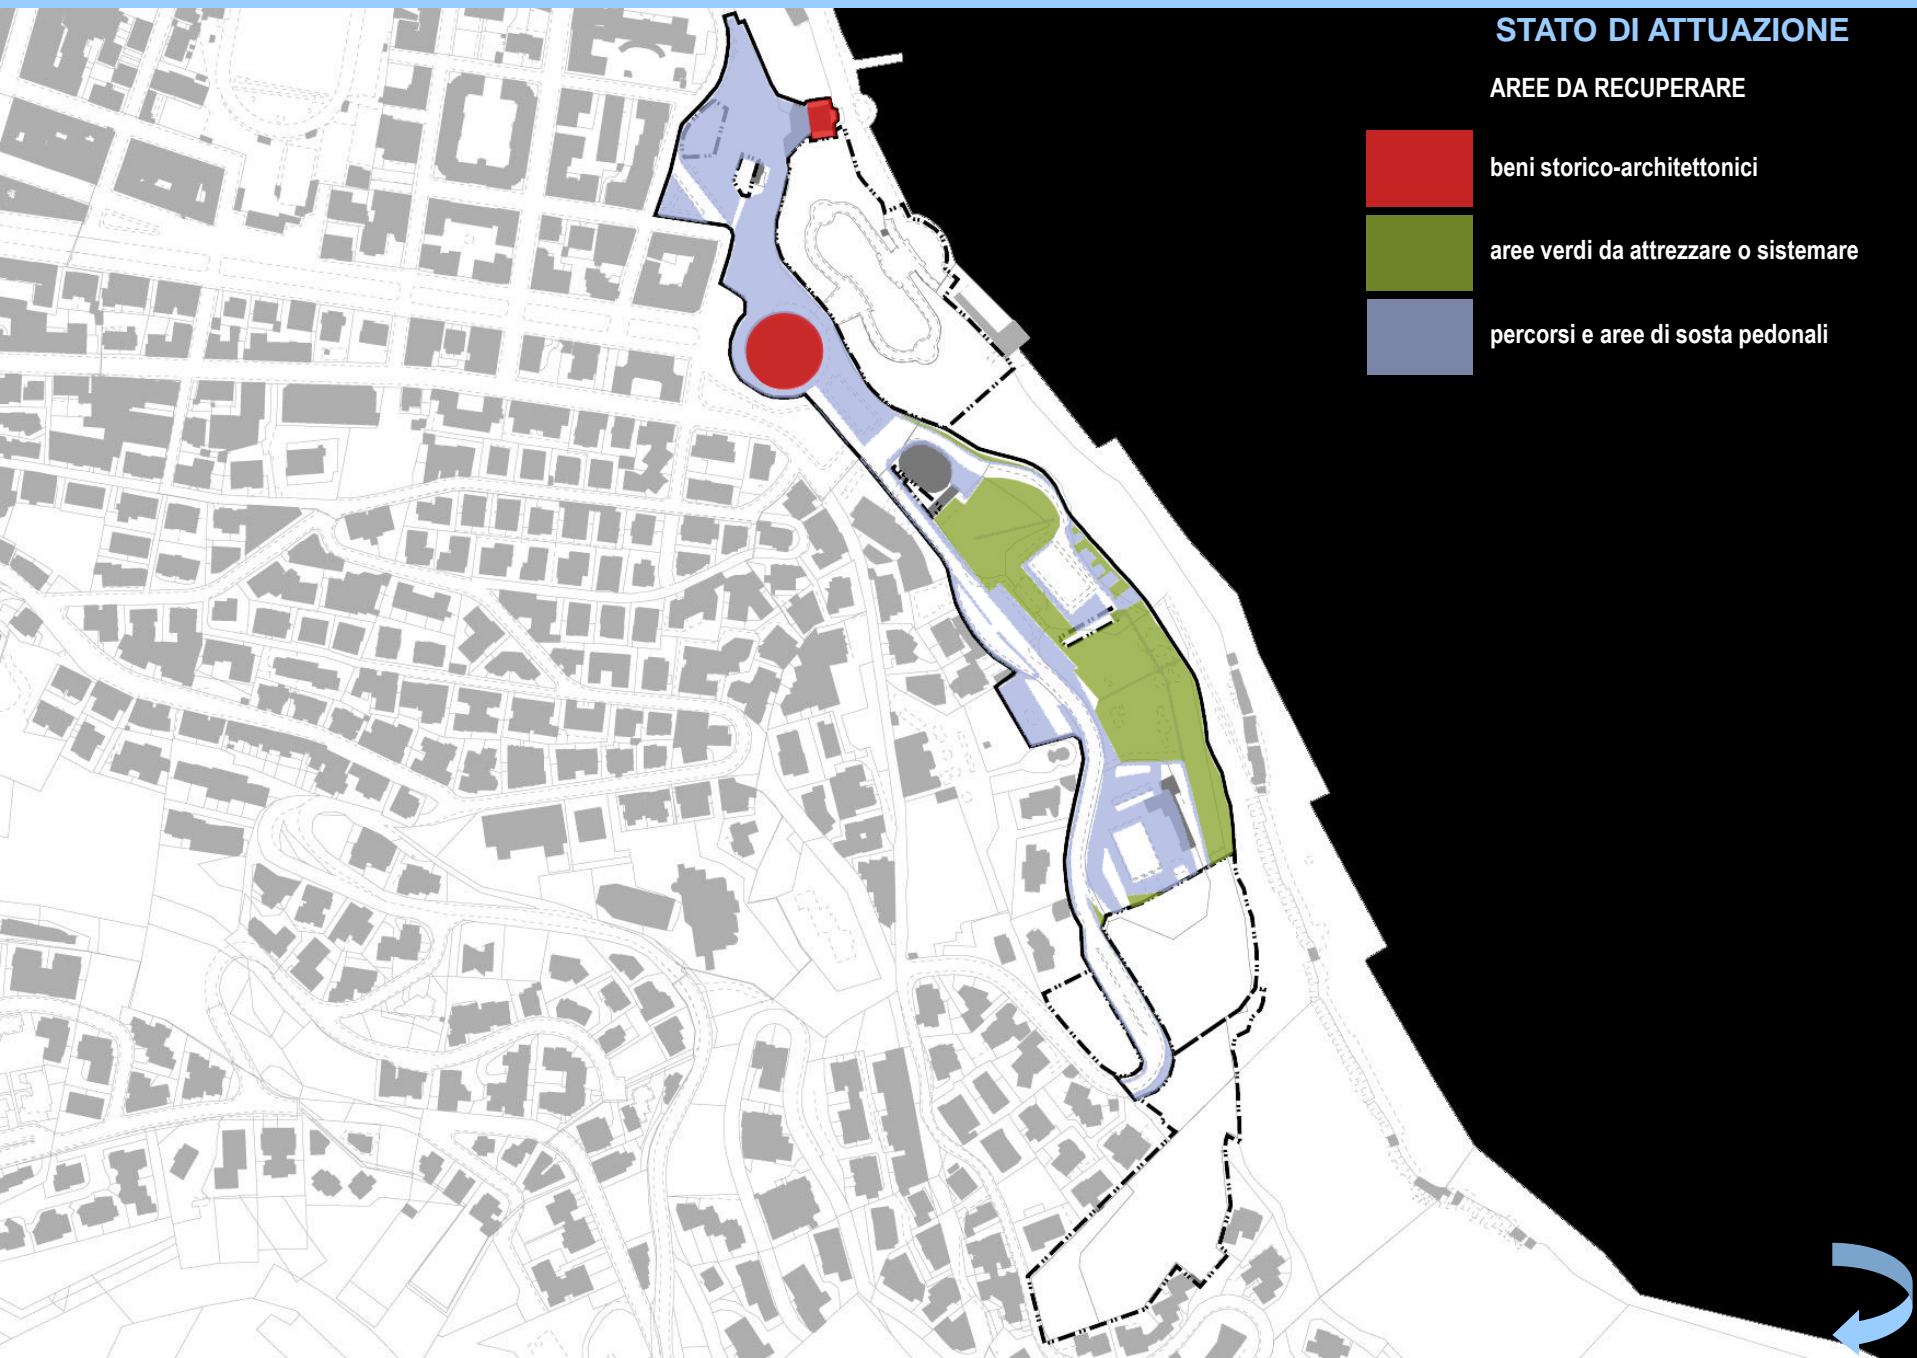 STATO DI ATTUAZIONE
AREE DA RECUPERARE
beni storico-architettonici
aree verdi da attrezzare o sistemare
percorsi e aree di sosta pedonali